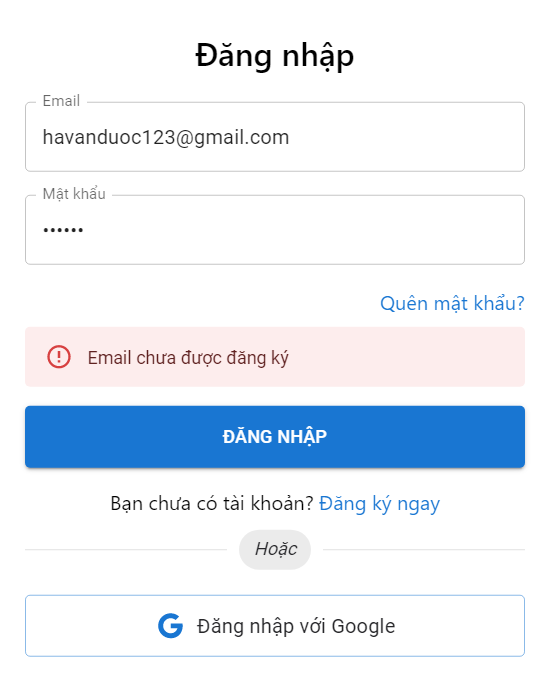 Đăng nhập
Email
havanduoc123@gmail.com
Mật khẩu
••••••
Quên mật khẩu?
Email chưa được đăng ký
ĐĂNG NHẬP
Bạn chưa có tài khoản? Đăng ký ngay
Hoặc
Đăng nhập với Google